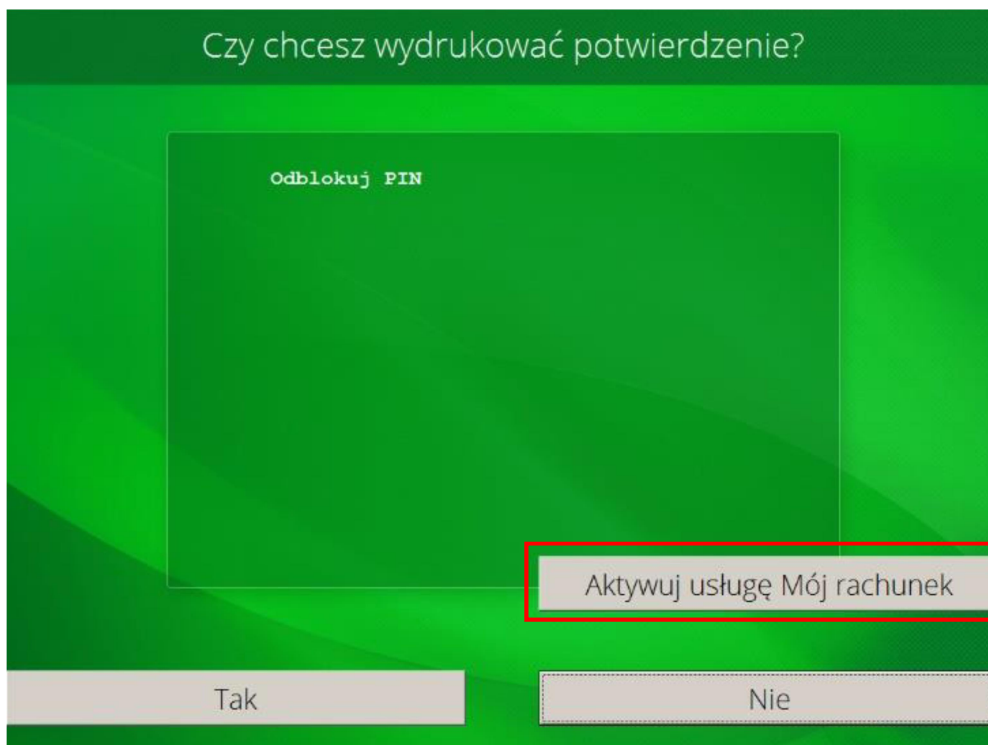 Czy chcesz wydrukować potwierdzenie?
Odblokuj PIN
Aktywuj usługę Mój rachunek
Tak
Nie